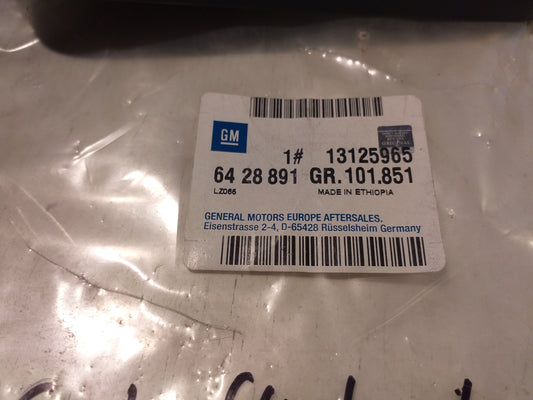 GM
1# 13125965
64 28 891 GR.101.851
LZ065 MADE IN ETHIOPIA
GENERAL MOTORS EUROPE AFTERSALES.
Eisenstrasse 2-4, D-65428 Rüsselsheim Germany